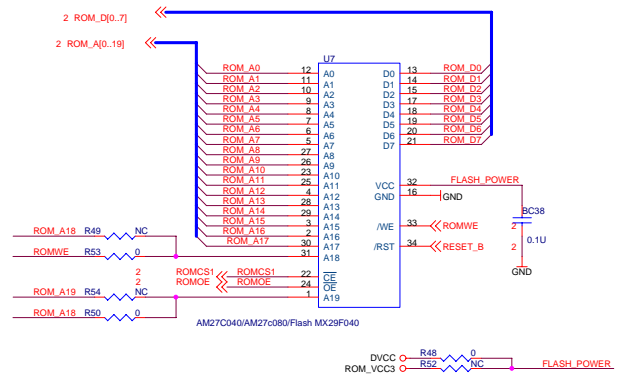 2 ROM_D[0..7]
2 ROM_A[0..19]
U7
ROM_A0 12 A0 D0 13 ROM_D0
ROM_A1 11 A1 D1 14 ROM_D1
ROM_A2 10 A2 D2 15 ROM_D2
ROM_A3 9 A3 D3 17 ROM_D3
ROM_A4 8 A4 D4 18 ROM_D4
ROM_A5 7 A5 D5 19 ROM_D5
ROM_A6 6 A6 D6 20 ROM_D6
ROM_A7 5 A7 D7 21 ROM_D7
ROM_A8 27 A8
ROM_A9 26 A9
ROM_A10 23 A10
ROM_A11 25 A11 VCC 32 FLASH_POWER
ROM_A12 4 A12 GND 16 GND
ROM_A13 28 A13
ROM_A14 29 A14 BC38
ROM_A15 3 A15 /WE 33 ROMWE 2
ROM_A16 2 A16 0.1U
ROM_A18 R49 NC ROM_A17 30 A17 /RST 34 RESET_B 2
ROMWE R53 0 31 A18
GND
2 ROMCS1 ROMCS1 22 CE
2 ROMOE ROMOE 24 OE
ROM_A19 R54 NC 1 A19
ROM_A18 R50 0
AM27C040/AM27c080/Flash MX29F040
DVCC R48 0
ROM_VCC3 R52 NC FLASH_POWER